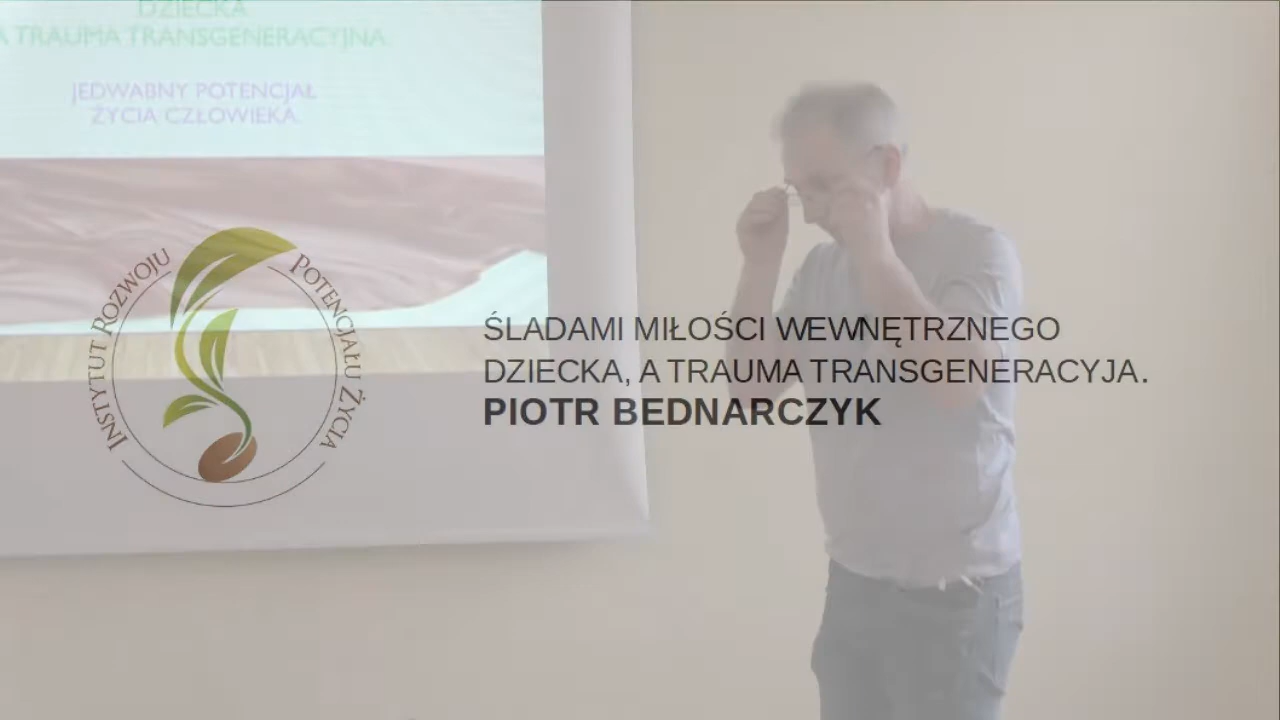 DZIECKA
A TRAUMA TRANSGENERACYJNA
JEDWABNY POTENCJAŁ
ŻYCIA CZŁOWIEKA.
INSTYTUT ROZWOJU POTENCJAŁU ŻYCIA
ŚLADAMI MIŁOŚCI WEWNĘTRZNEGO
DZIECKA, A TRAUMA TRANSGENERACYJA.
PIOTR BEDNARCZYK